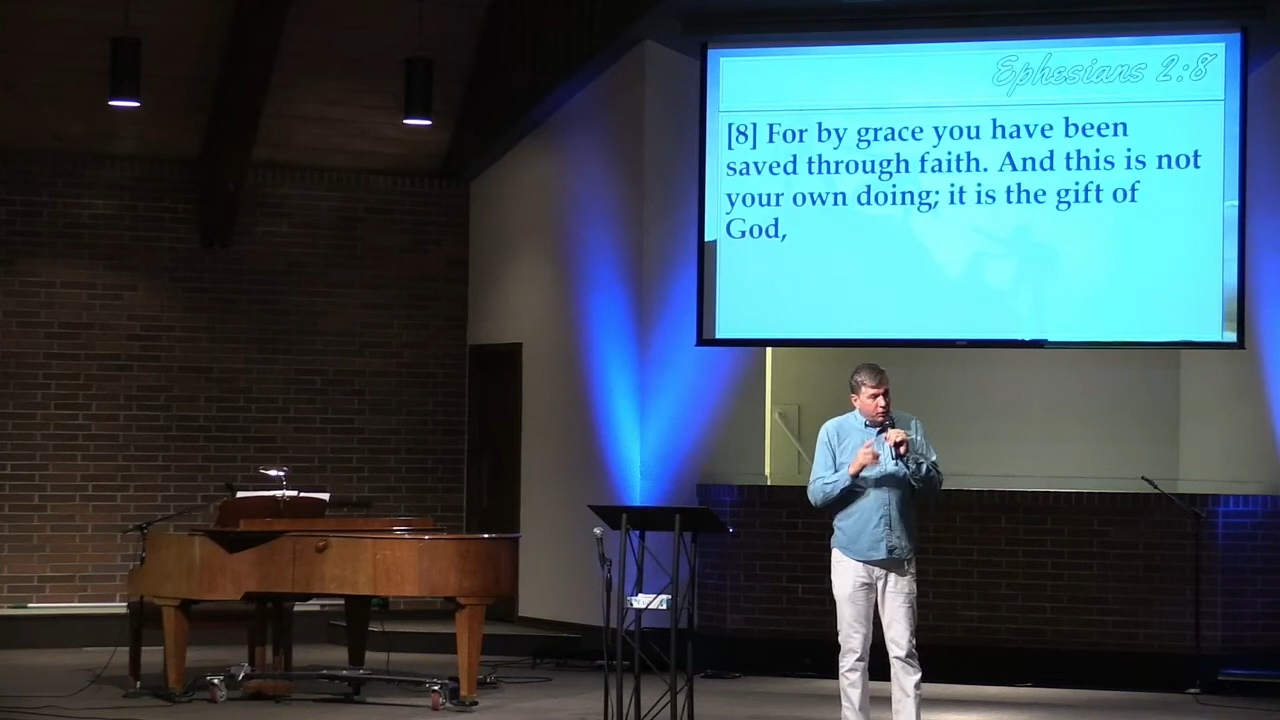 Ephesians 2:8
[8] For by grace you have been
saved through faith. And this is not
your own doing; it is the gift of
God,